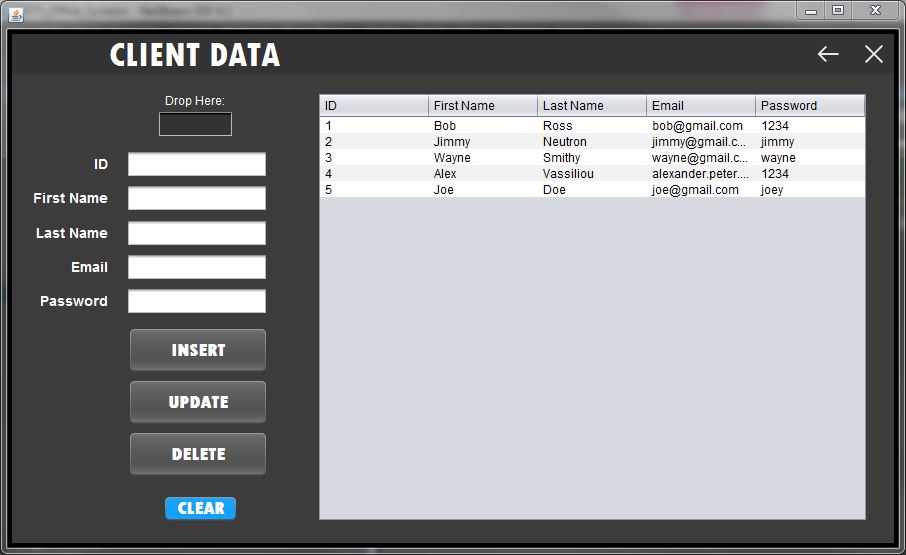 CLIENT DATA
Drop Here:
ID
First Name
Last Name
Email
Password
INSERT
UPDATE
DELETE
CLEAR
ID First Name Last Name Email Password
1 Bob Ross bob@gmail.com 1234
2 Jimmy Neutron jimmy@gmail.c... jimmy
3 Wayne Smithy wayne@gmail.c... wayne
4 Alex Vassiliou alexander.peter.... 1234
5 Joe Doe joe@gmail.com joey